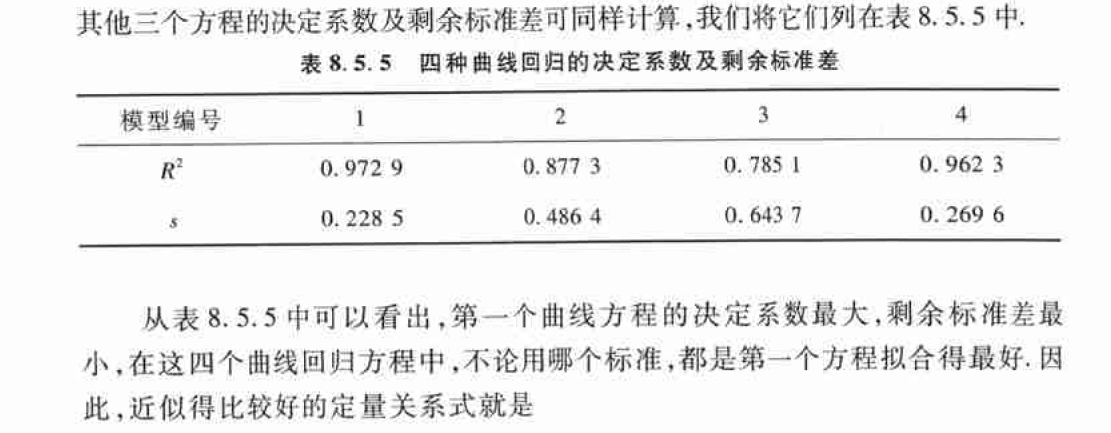 其他三个方程的决定系数及剩余标准差可同样计算,我们将它们列在表 8.5.5 中.
表 8.5.5 四种曲线回归的决定系数及剩余标准差
模型编号 1 2 3 4
R² 0.972 9 0.877 3 0.785 1 0.962 3
s 0.228 5 0.486 4 0.643 7 0.269 6
从表 8.5.5 中可以看出,第一个曲线方程的决定系数最大,剩余标准差最
小,在这四个曲线回归方程中,不论用哪个标准,都是第一个方程拟合得最好.因
此,近似得比较好的定量关系式就是